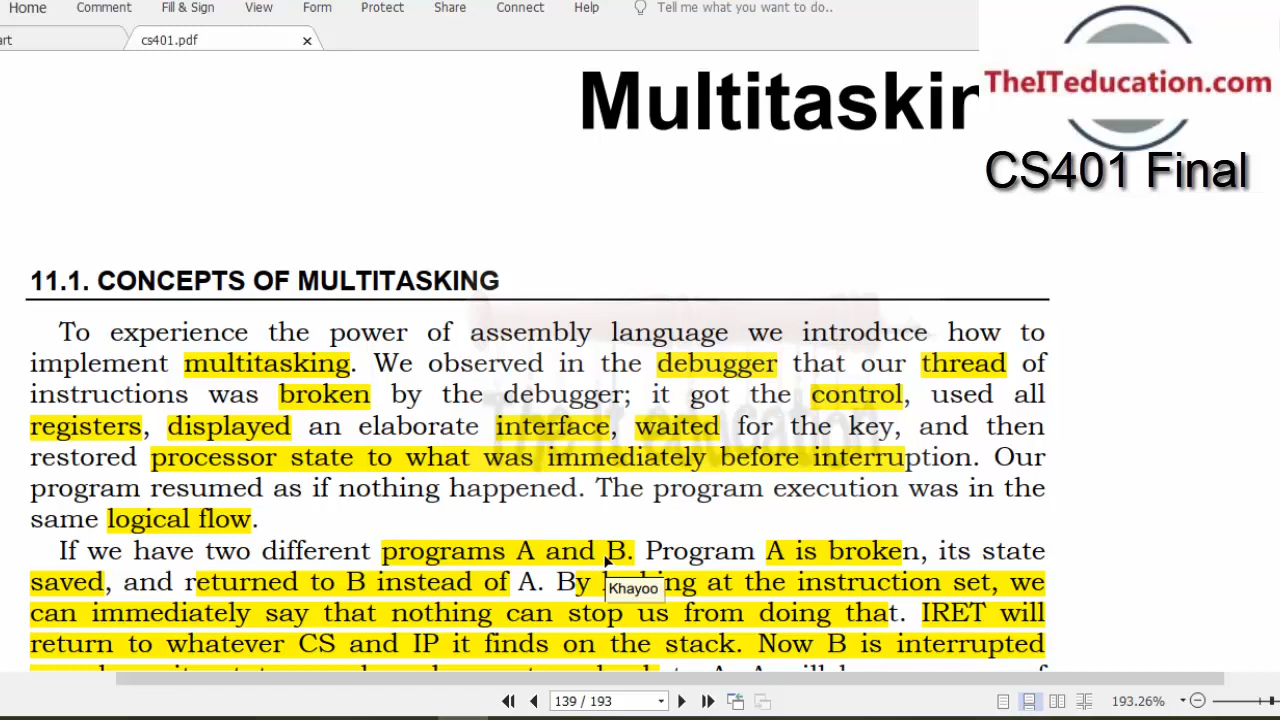 Home Comment Fill & Sign View Form Protect Share Connect Help Tell me what you want to do..
art cs401.pdf ×
Multitaskin
TheITeducation.com
CS401 Final
11.1. CONCEPTS OF MULTITASKING
To experience the power of assembly language we introduce how to
implement multitasking. We observed in the debugger that our thread of
instructions was broken by the debugger; it got the control, used all
registers, displayed an elaborate interface, waited for the key, and then
restored processor state to what was immediately before interruption. Our
program resumed as if nothing happened. The program execution was in the
same logical flow.
If we have two different programs A and B. Program A is broken, its state
saved, and returned to B instead of A. By king at the instruction set, we
Khayoo
can immediately say that nothing can stop us from doing that. IRET will
return to whatever CS and IP it finds on the stack. Now B is interrupted
The IT education
139 / 193
193.26%